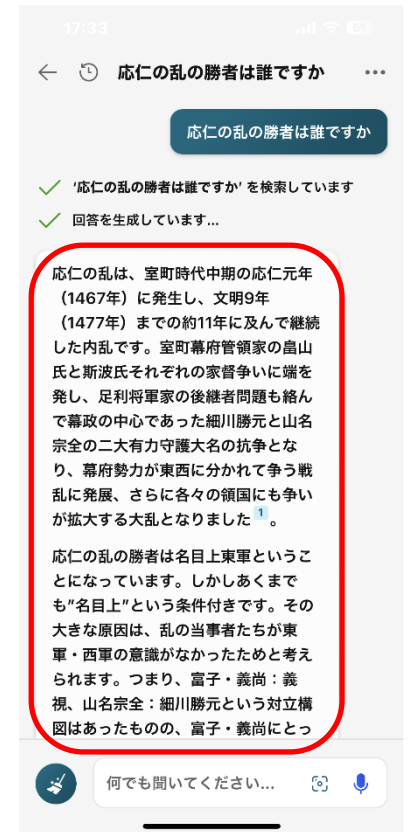 17:33
応仁の乱の勝者は誰ですか
応仁の乱の勝者は誰ですか
'応仁の乱の勝者は誰ですか' を検索しています
回答を生成しています...
応仁の乱は、室町時代中期の応仁元年
（1467年）に発生し、文明9年
（1477年）までの約11年に及んで継続
した内乱です。室町幕府管領家の畠山
氏と斯波氏それぞれの家督争いに端を
発し、足利将軍家の後継者問題も絡ん
で幕政の中心であった細川勝元と山名
宗全の二大有力守護大名の抗争とな
り、幕府勢力が東西に分かれて争う戦
乱に発展、さらに各々の領国にも争い
が拡大する大乱となりました 1 。
応仁の乱の勝者は名目上東軍というこ
とになっています。しかしあくまで
も"名目上"という条件付きです。その
大きな原因は、乱の当事者たちが東
軍・西軍の意識がなかったためと考え
られます。つまり、富子・義尚：義
視、山名宗全：細川勝元という対立構
図はあったものの、富子・義尚にとっ
何でも聞いてください...